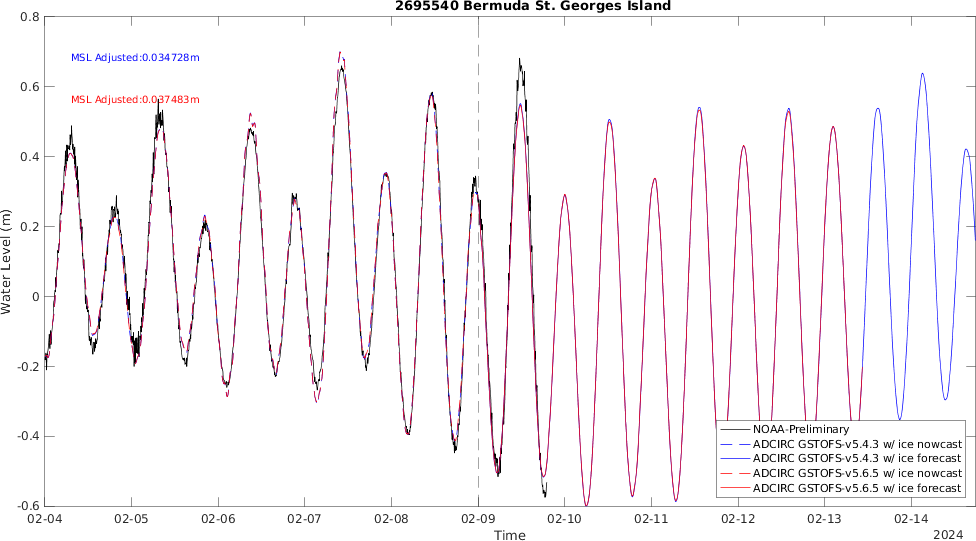 2695540 Bermuda St. Georges Island
0.8
MSL Adjusted:0.034728m
0.6
MSL Adjusted:0.037483m
0.4
0.2
Water Level (m)
0
-0.2
-0.4
NOAA-Preliminary
ADCIRC GSTOFS-v5.4.3 w/ ice nowcast
ADCIRC GSTOFS-v5.4.3 w/ ice forecast
ADCIRC GSTOFS-v5.6.5 w/ ice nowcast
ADCIRC GSTOFS-v5.6.5 w/ ice forecast
-0.6
02-04 02-05 02-06 02-07 02-08 02-09 02-10 02-11 02-12 02-13 02-14
Time
2024